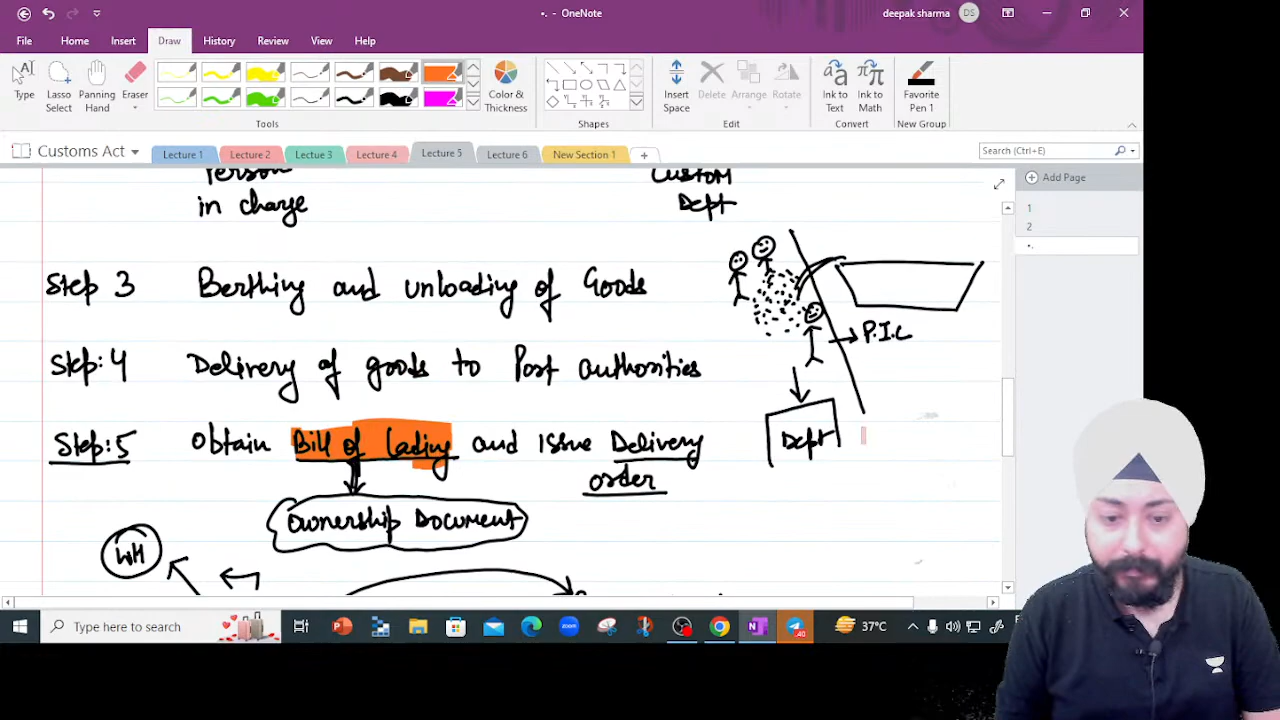 •. - OneNote
deepak sharma DS
File Home Insert Draw History Review View Help
Type
Lasso Select
Panning Hand
Eraser
Color & Thickness
Insert Space
Delete
Arrange
Rotate
Ink to Text
Ink to Math
Favorite Pen 1
Tools Shapes Edit Convert New Group
Customs Act Lecture 1 Lecture 2 Lectue 3 Lecture 4 Lecture 5 Lecture 6 New Section 1 + Search (Ctrl+E)
Add Page
1
2
•.
Person
in charge
Custom
Dept
Step 3 Berthing and unloading of Goods
P.I.C
Step:4 Delivery of goods to Port authorities
Step:5 Obtain Bill of lading and issue Delivery
order
Dept
Ownership Document
WH
Type here to search
40
37°C